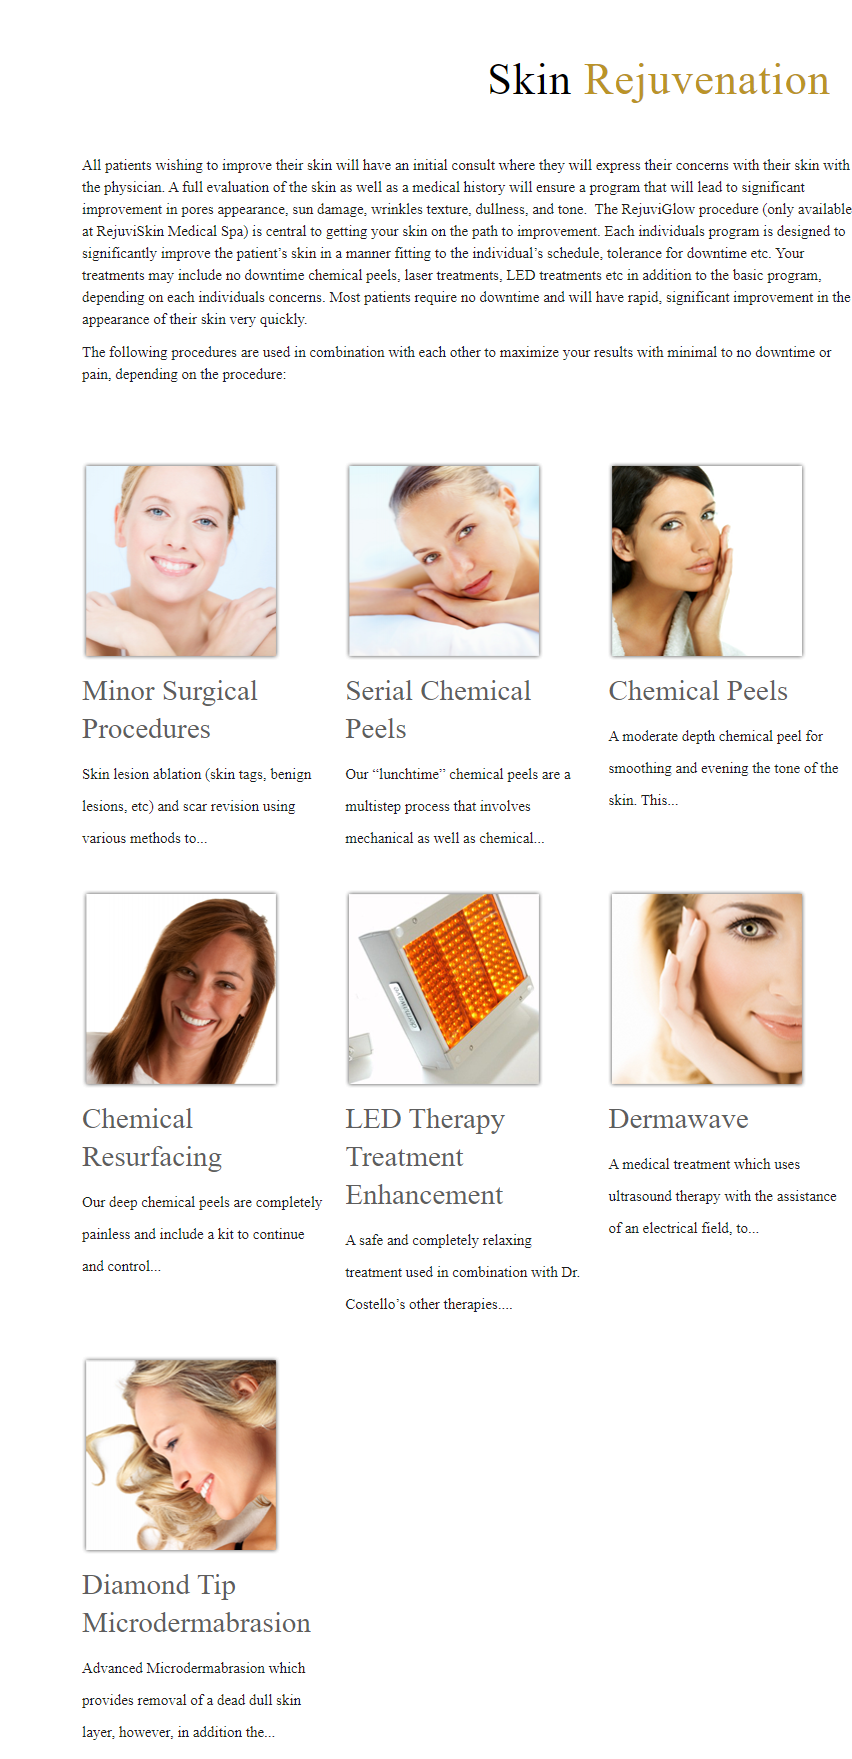 Skin Rejuvenation
All patients wishing to improve their skin will have an initial consult where they will express their concerns with their skin with
the physician. A full evaluation of the skin as well as a medical history will ensure a program that will lead to significant
improvement in pores appearance, sun damage, wrinkles texture, dullness, and tone.  The RejuviGlow procedure (only available
at RejuviSkin Medical Spa) is central to getting your skin on the path to improvement. Each individuals program is designed to
significantly improve the patient’s skin in a manner fitting to the individual’s schedule, tolerance for downtime etc. Your
treatments may include no downtime chemical peels, laser treatments, LED treatments etc in addition to the basic program,
depending on each individuals concerns. Most patients require no downtime and will have rapid, significant improvement in the
appearance of their skin very quickly.
The following procedures are used in combination with each other to maximize your results with minimal to no downtime or
pain, depending on the procedure:
Minor Surgical
Procedures
Skin lesion ablation (skin tags, benign
lesions, etc) and scar revision using
various methods to...
Serial Chemical
Peels
Our “lunchtime” chemical peels are a
multistep process that involves
mechanical as well as chemical...
Chemical Peels
A moderate depth chemical peel for
smoothing and evening the tone of the
skin. This...
Chemical
Resurfacing
Our deep chemical peels are completely
painless and include a kit to continue
and control...
dermawave
LED Therapy
Treatment
Enhancement
A safe and completely relaxing
treatment used in combination with Dr.
Costello’s other therapies....
Dermawave
A medical treatment which uses
ultrasound therapy with the assistance
of an electrical field, to...
Diamond Tip
Microdermabrasion
Advanced Microdermabrasion which
provides removal of a dead dull skin
layer, however, in addition the...